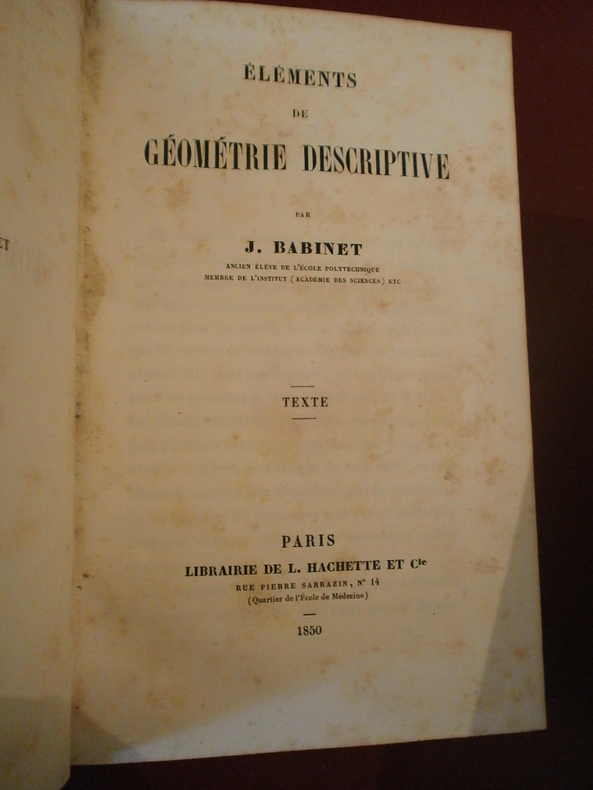 ÉLÉMENTS
DE
GÉOMÉTRIE DESCRIPTIVE
PAR
J. BABINET
ANCIEN ÉLÈVE DE L'ÉCOLE POLYTECHNIQUE
MEMBRE DE L'INSTITUT (ACADÉMIE DES SCIENCES) ETC
TEXTE
PARIS
LIBRAIRIE DE L. HACHETTE ET Cie
RUE PIERRE SARRAZIN, N° 14
(Quartier de l'École de Médecine)
1850